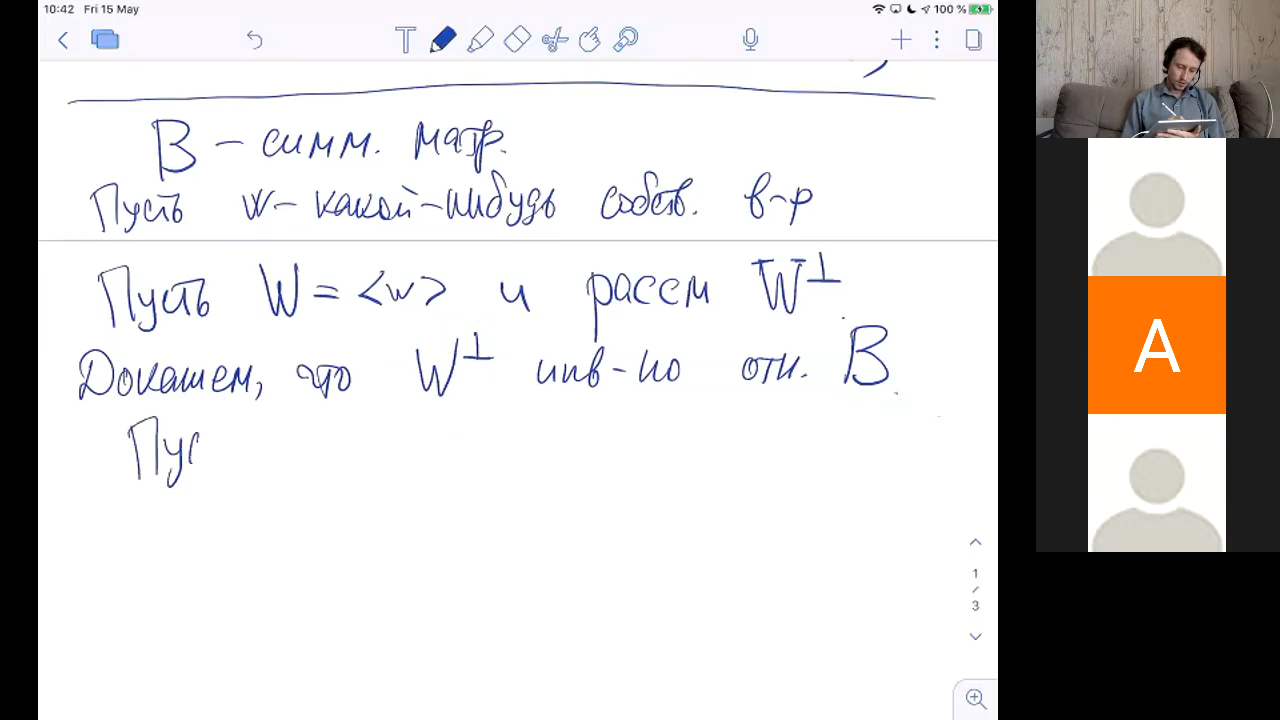 10:42 Fri 15 May
100 %
B – симм. матр.
Пусть w – какой-нибудь собств. в-р
Пусть W = <w> и рассм W⊥.
Докажем, что W⊥ инв-но отн. B.
Пус
A
1
/
3